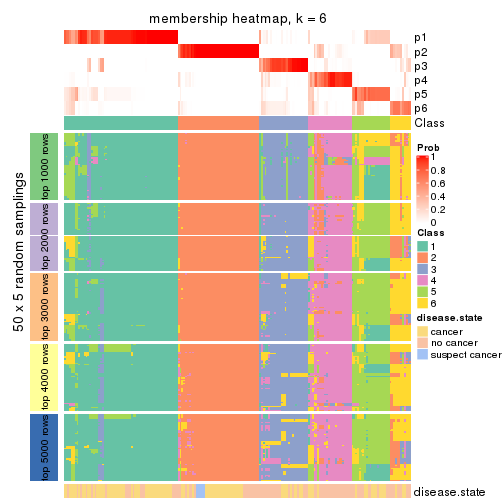 membership heatmap, k = 6
p1
p2
p3
p4
p5
p6
Class
50 x 5 random samplings
top 1000 rows
top 2000 rows
top 3000 rows
top 4000 rows
top 5000 rows
Prob
1
0.8
0.6
0.4
0.2
0
Class
1
2
3
4
5
6
disease.state
cancer
no cancer
suspect cancer
disease.state